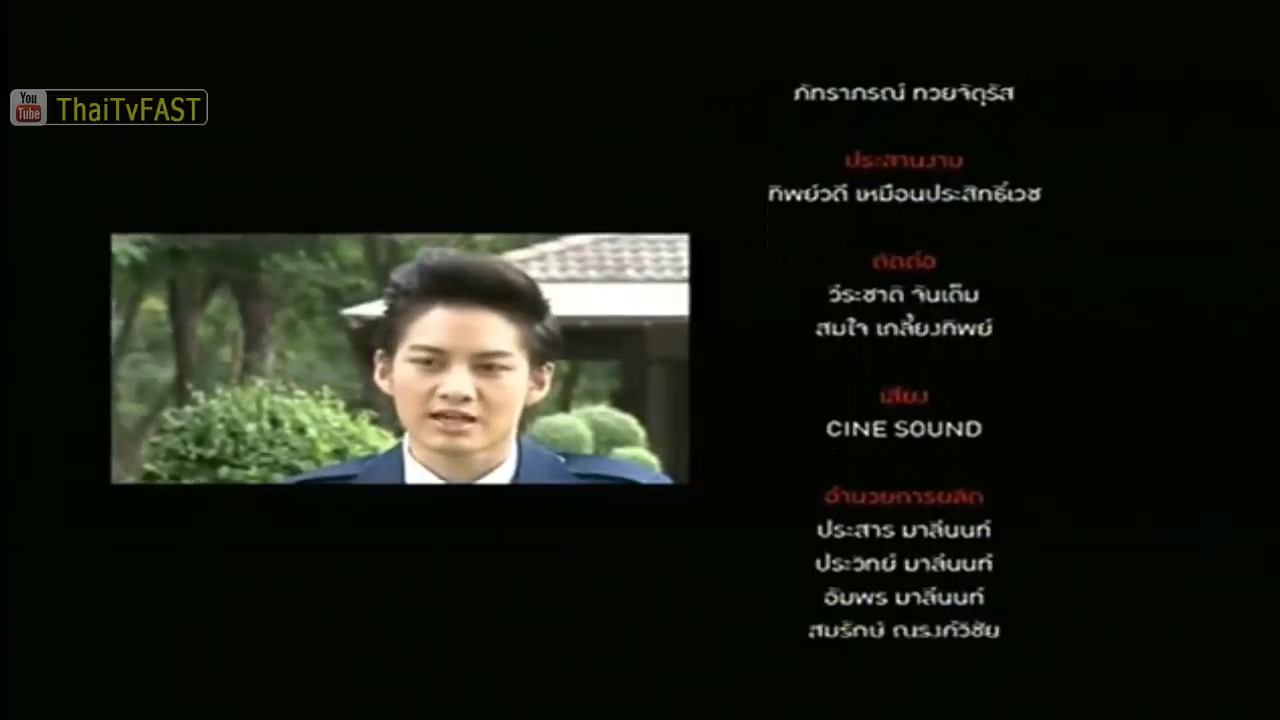 You
Tube
ThaiTvFAST
ภัทราภรณ์ ทวยจัตุรัส
ประสานงาน
ทิพย์วดี เหมือนประสิทธิ์เวช
ตัดต่อ
วีระชาติ จันเต็ม
สมใจ เกลี้ยงทิพย์
เสียง
CINE SOUND
อำนวยการผลิต
ประสาร มาลีนนท์
ประวิทย์ มาลีนนท์
อัมพร มาลีนนท์
สมรักษ์ ณรงค์วิชัย